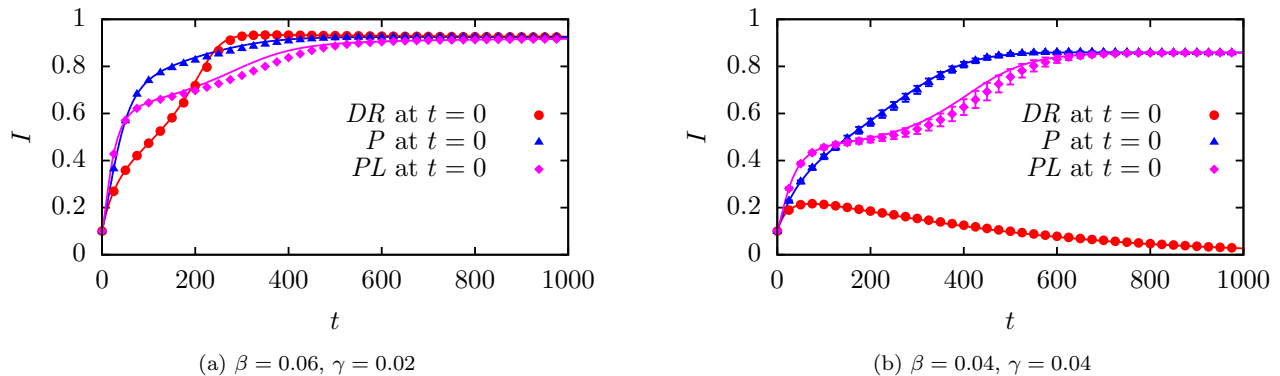 1
0.8
0.6
0.4
0.2
0
I
DR at t = 0
P at t = 0
PL at t = 0
0 200 400 600 800 1000
t
(a) β = 0.06, γ = 0.02
1
0.8
0.6
0.4
0.2
0
I
DR at t = 0
P at t = 0
PL at t = 0
0 200 400 600 800 1000
t
(b) β = 0.04, γ = 0.04